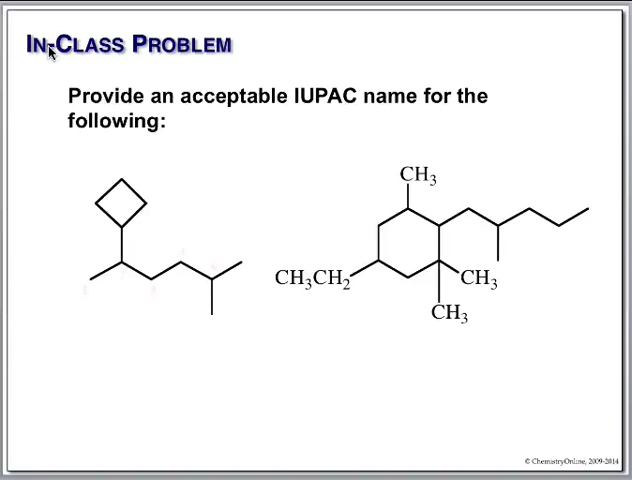 IN-CLASS PROBLEM
Provide an acceptable IUPAC name for the
following:
CH3
CH3CH2
CH3
CH3
© ChemistryOnline, 2009-2014